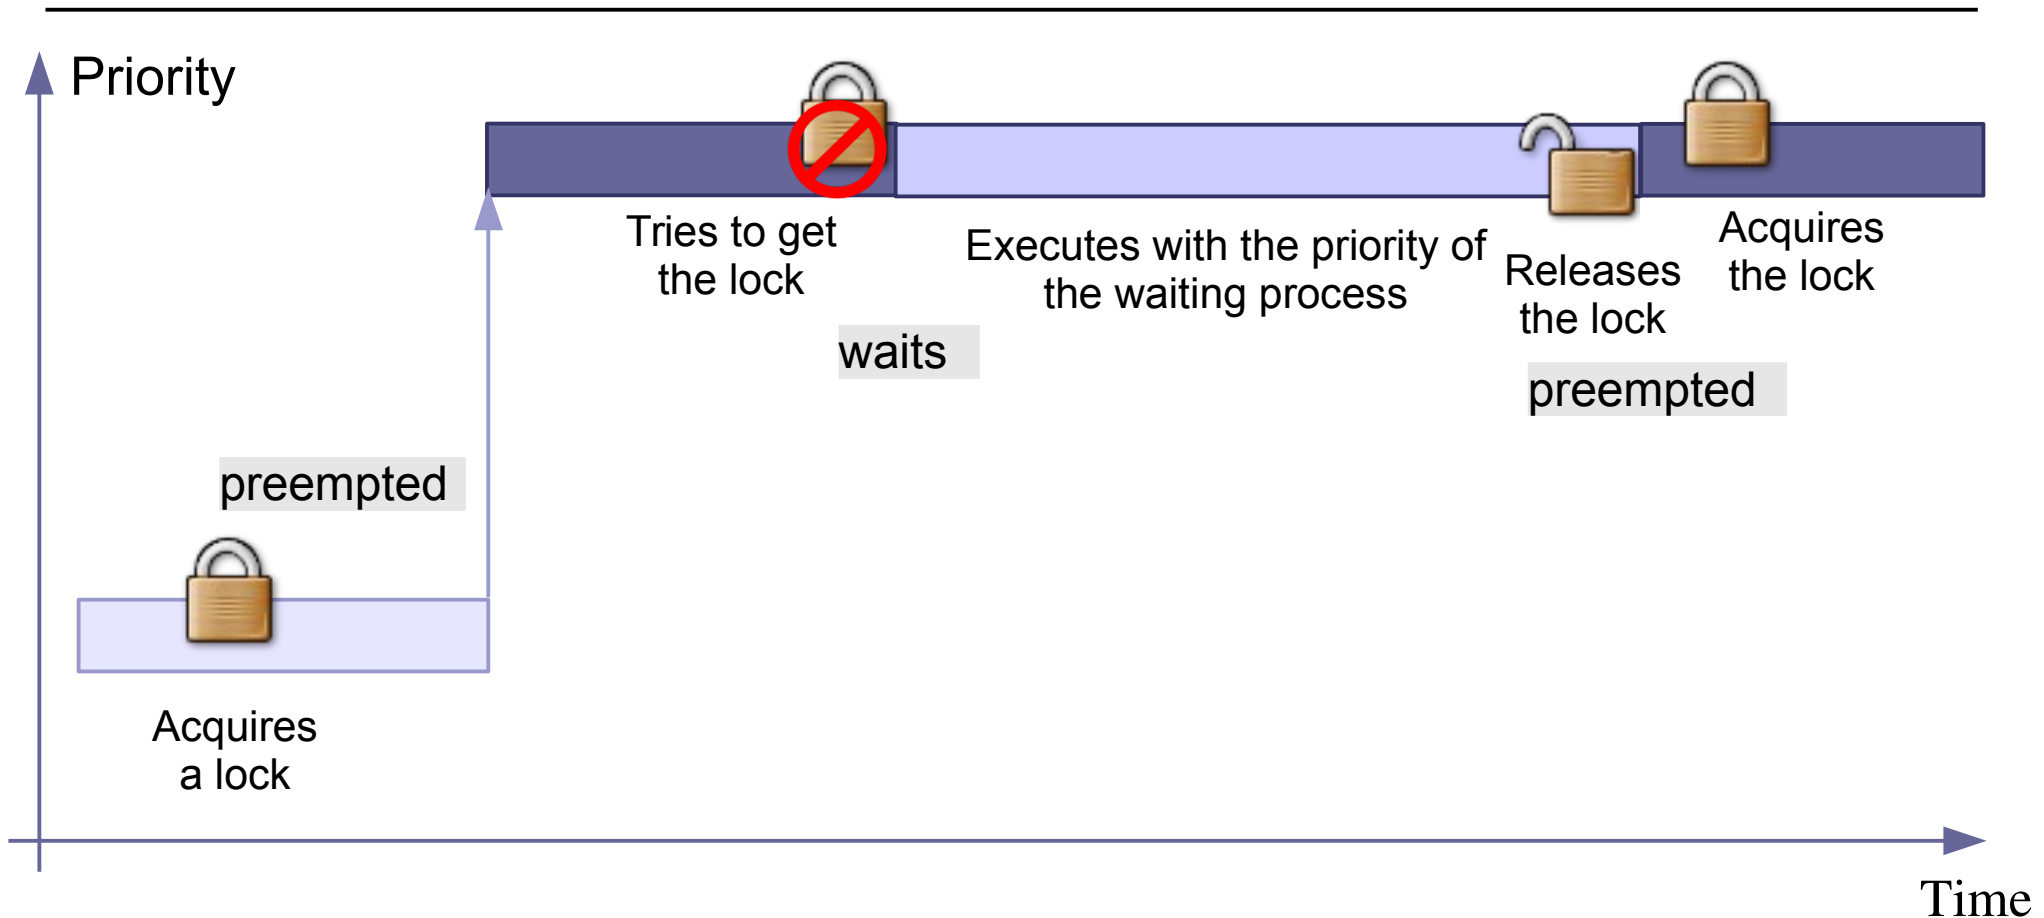 Priority
Tries to get
the lock
Executes with the priority of
the waiting process
Releases
the lock
Acquires
the lock
waits
preempted
preempted
Acquires
a lock
Time